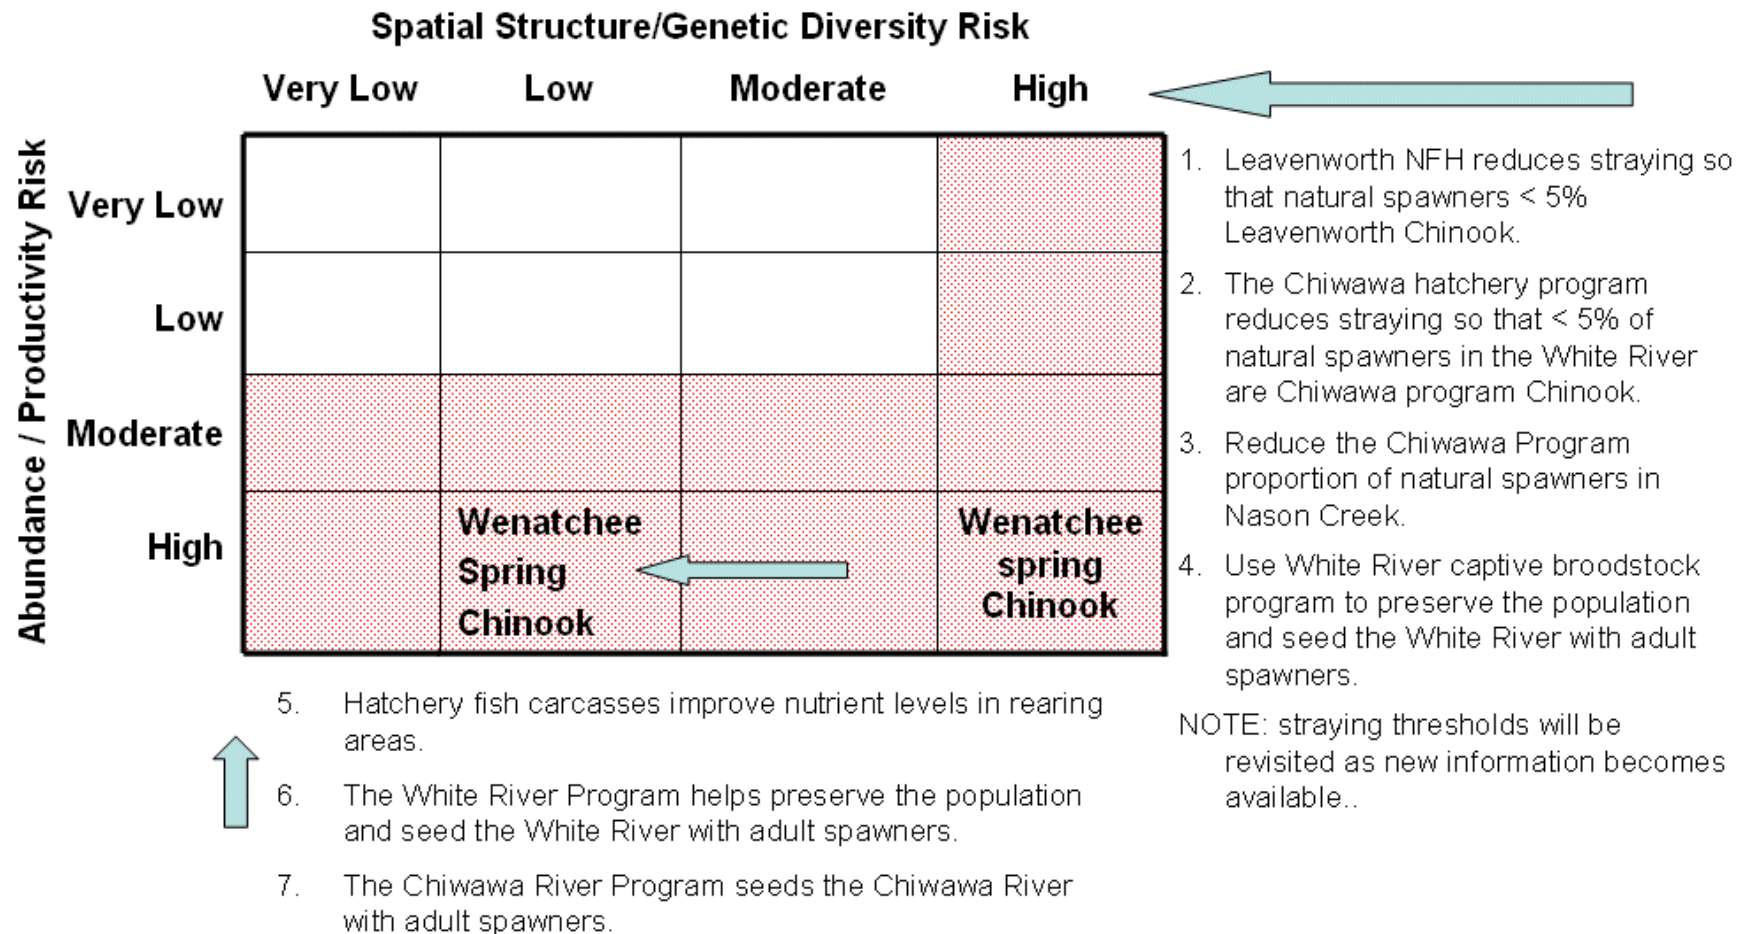 Spatial Structure/Genetic Diversity Risk
Very Low Low Moderate High
Abundance / Productivity Risk
Very Low
Low
Moderate
High
Wenatchee
Spring
Chinook
Wenatchee
spring
Chinook
1. Leavenworth NFH reduces straying so
that natural spawners < 5%
Leavenworth Chinook.
2. The Chiwawa hatchery program
reduces straying so that < 5% of
natural spawners in the White River
are Chiwawa program Chinook.
3. Reduce the Chiwawa Program
proportion of natural spawners in
Nason Creek.
4. Use White River captive broodstock
program to preserve the population
and seed the White River with adult
spawners.
NOTE: straying thresholds will be
revisited as new information becomes
available..
5. Hatchery fish carcasses improve nutrient levels in rearing
areas.
6. The White River Program helps preserve the population
and seed the White River with adult spawners.
7. The Chiwawa River Program seeds the Chiwawa River
with adult spawners.